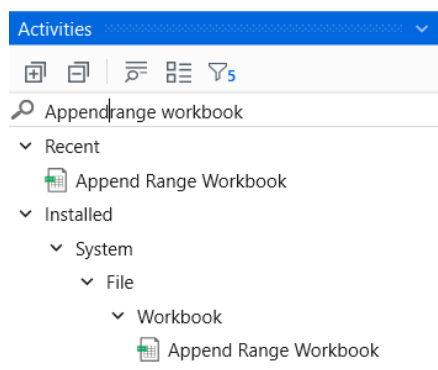 Activities
5
Appendrange workbook
Recent
Append Range Workbook
Installed
System
File
Workbook
Append Range Workbook